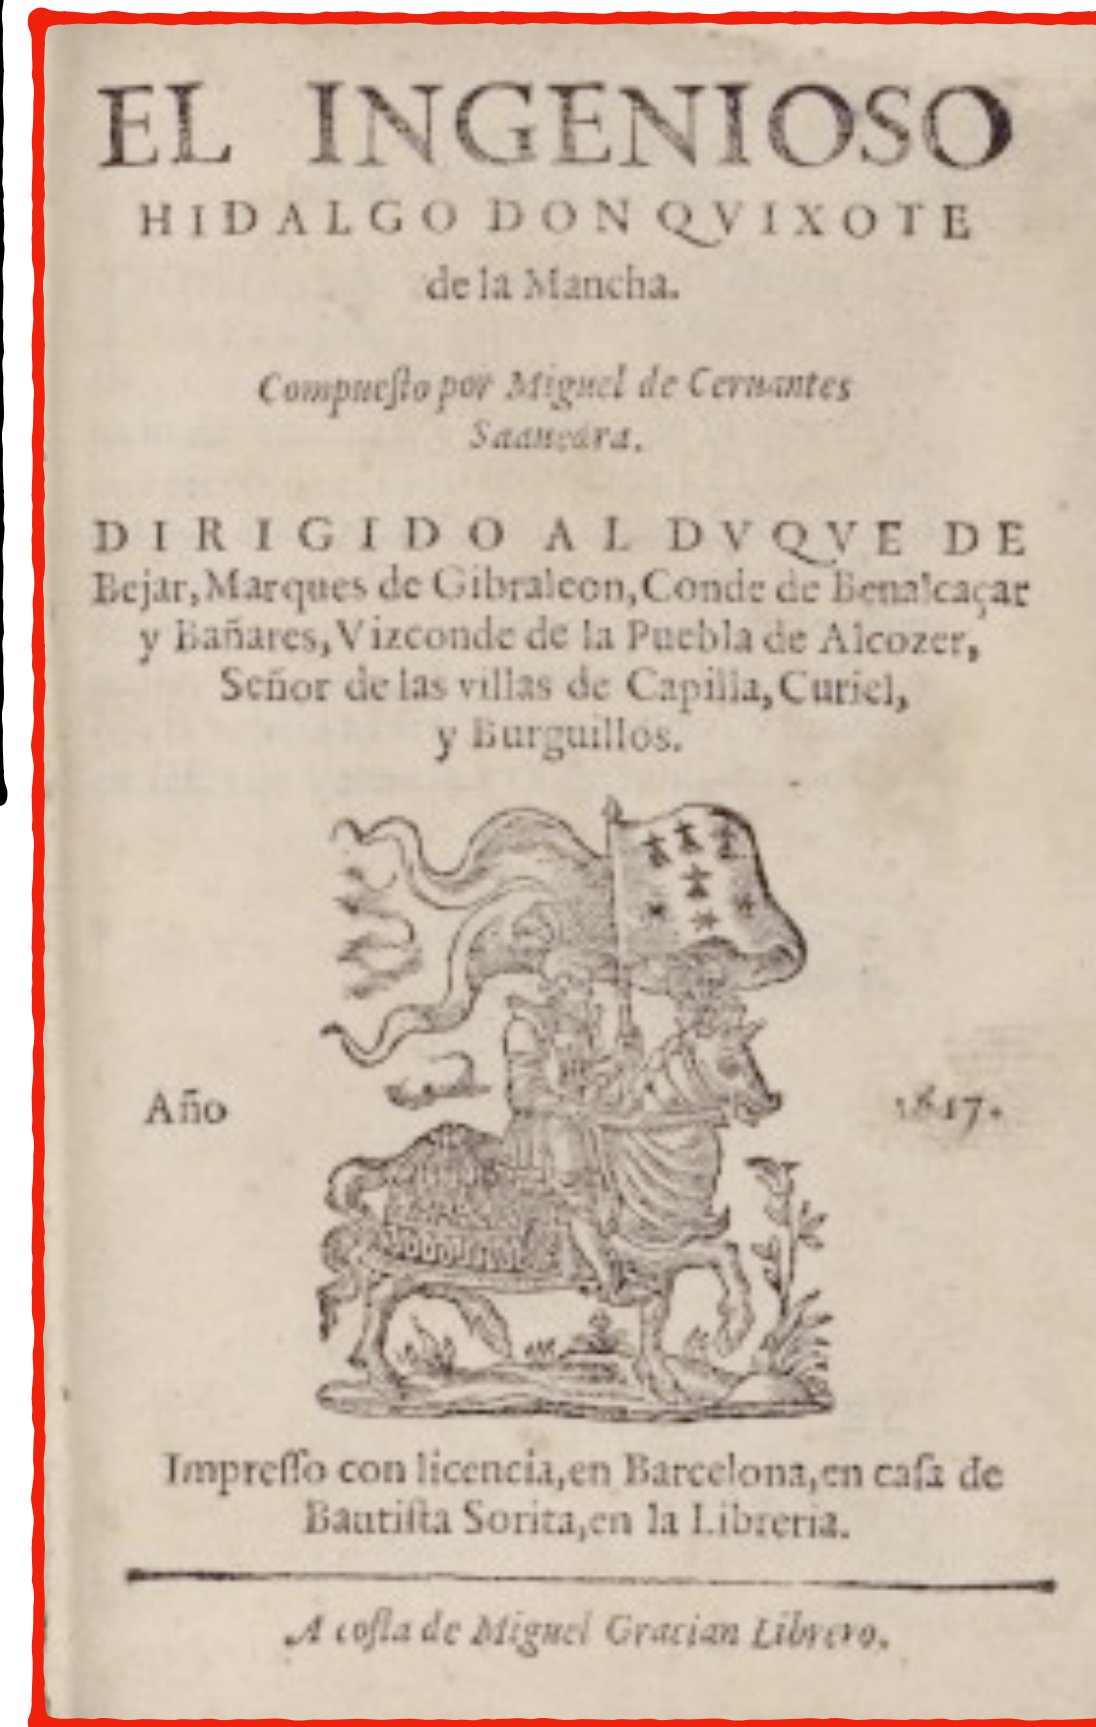 EL INGENIOSO
HIDALGO DON QVIXOTE
de la Mancha.
Compueſto por Miguel de Ceruantes
Saauedra.
DIRIGIDO AL DVQVE DE
Bejar, Marques de Gibraleon, Conde de Benalcaçar
y Bañares, Vizconde de la Puebla de Alcozer,
Señor de las villas de Capilla, Curiel,
y Burguillos.
Año 1617.
Impreſſo con licencia, en Barcelona, en caſa de
Bautiſta Sorita, en la Libreria.
A coſta de Miguel Gracian Librero.